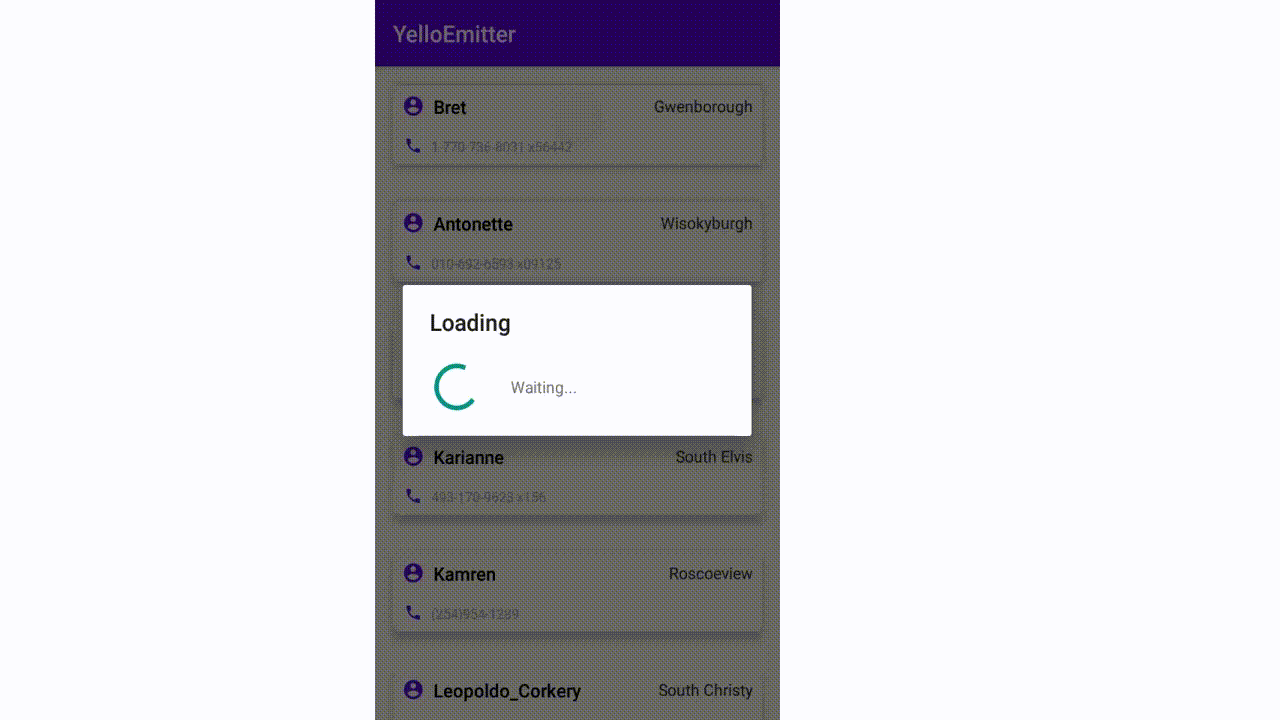 YelloEmitter
Bret Gwenborough
1-770-736-8031 x56442
Antonette Wisokyburgh
010-692-6593 x09125
Loading
Waiting...
Karianne South Elvis
493-170-9623 x156
Kamren Roscoeview
(254)954-1289
Leopoldo_Corkery South Christy